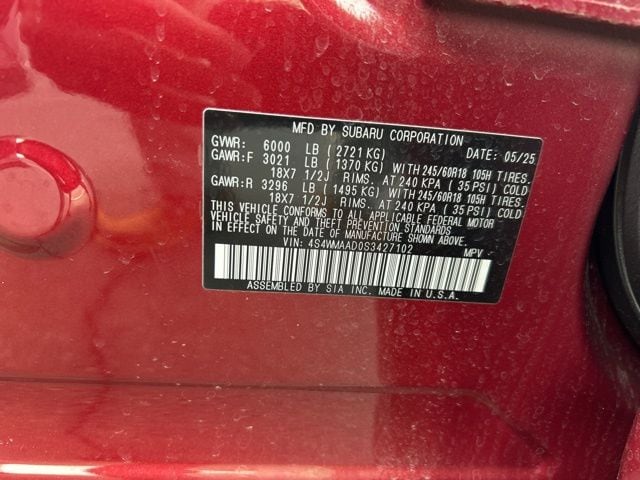 MFD BY SUBARU CORPORATION
GVWR: 6000 LB (2721 KG) DATE: 05/25
GAWR:F 3021 LB (1370 KG) WITH 245/60R18 105H TIRES.
18X7 1/2J RIMS. AT 240 KPA ( 35 PSI) COLD
GAWR:R 3296 LB (1495 KG) WITH 245/60R18 105H TIRES.
18X7 1/2J RIMS. AT 240 KPA ( 35 PSI) COLD
THIS VEHICLE CONFORMS TO ALL APPLICABLE FEDERAL MOTOR
VEHICLE SAFETY AND THEFT PREVENTION STANDARDS
IN EFFECT ON THE DATE OF MANUFACTURE SHOWN ABOVE.
VIN: 4S4WMAAD0S3427102 MPV
ASSEMBLED BY SIA INC. MADE IN U.S.A.